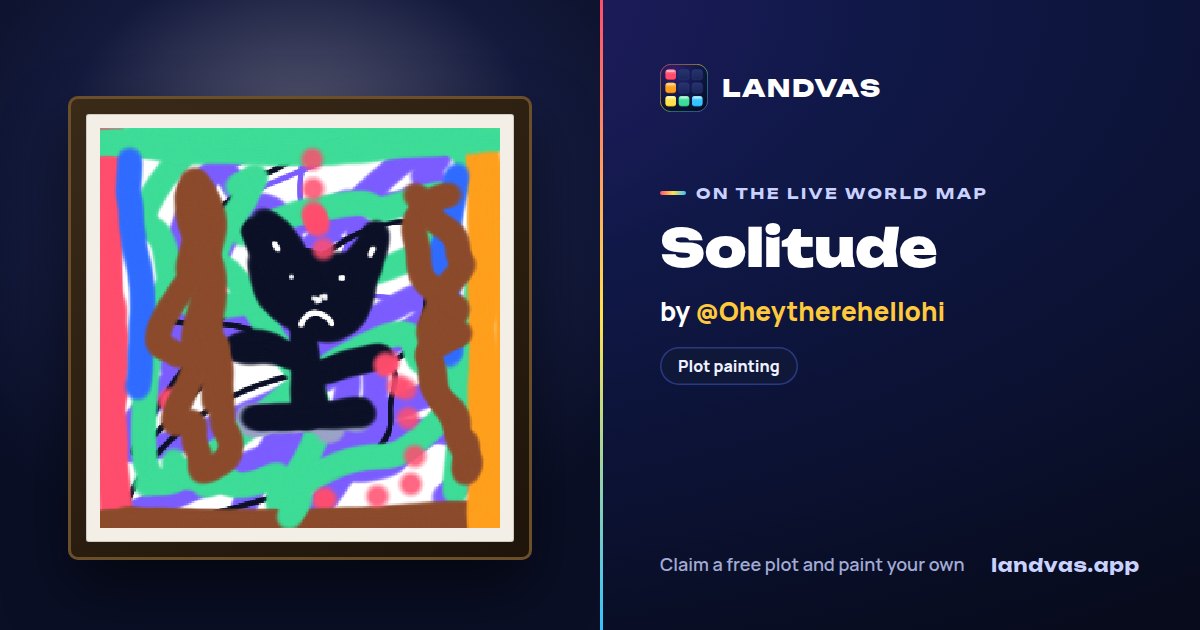 LANDVAS
ON THE LIVE WORLD MAP
Solitude
by @Oheytherehellohi
Plot painting
Claim a free plot and paint your own landvas.app